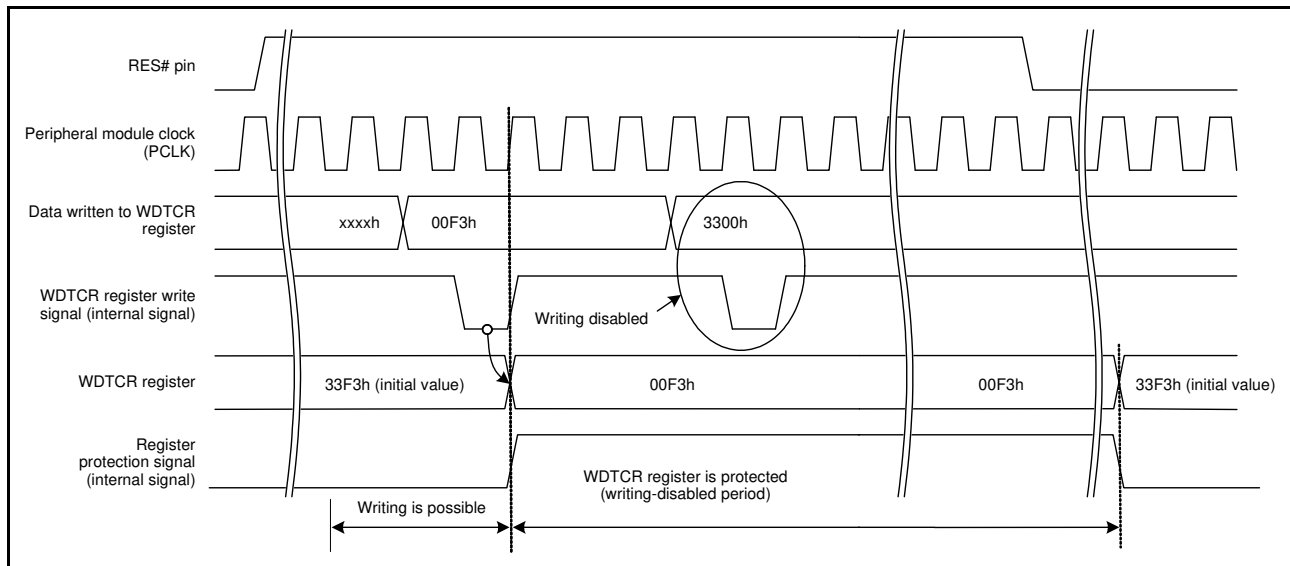 RES# pin
Peripheral module clock
(PCLK)
Data written to WDTCR
register
xxxxh
00F3h
3300h
WDTCR register write
signal (internal signal)
Writing disabled
WDTCR register
33F3h (initial value)
00F3h
00F3h
33F3h (initial value)
Register
protection signal
(internal signal)
WDTCR register is protected
(writing-disabled period)
Writing is possible